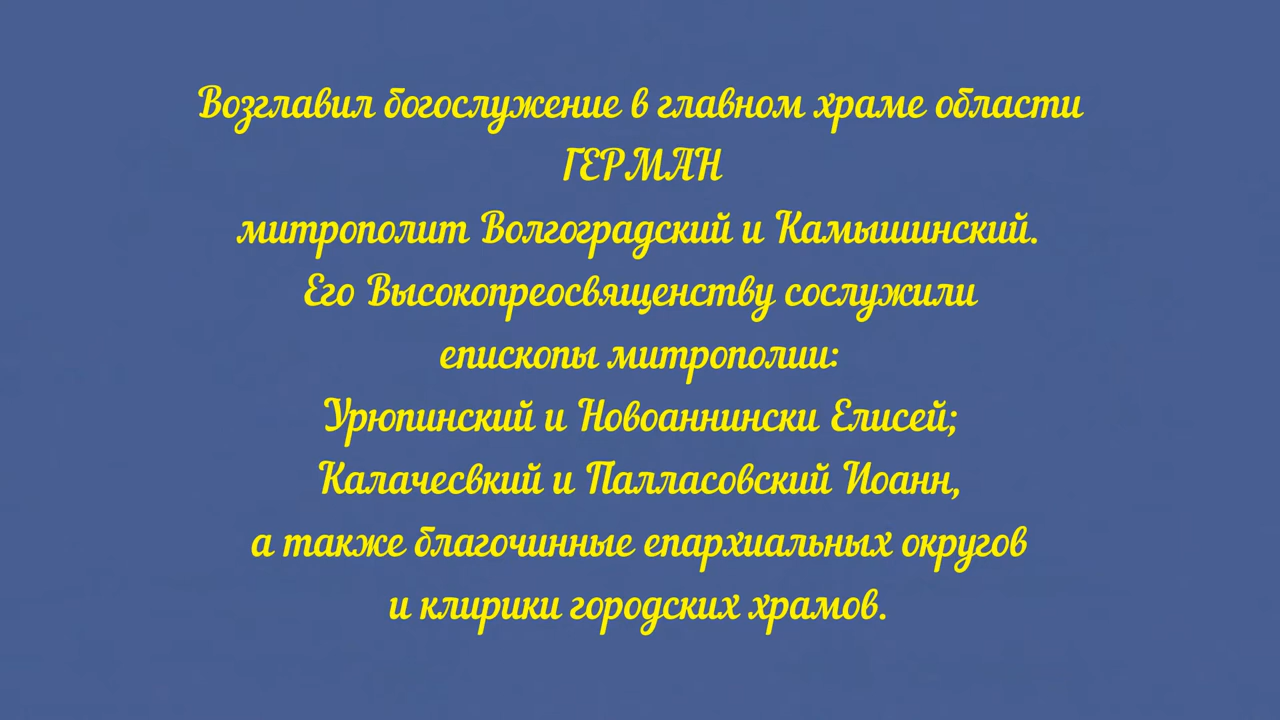 Возглавил богослужение в главном храме области
ГЕРМАН
митрополит Волгоградский и Камышинский.
Его Высокопреосвященству сослужили
епископы митрополии:
Урюпинский и Новоаннински Елисей;
Калачесвкий и Палласовский Иоанн,
а также благочинные епархиальных округов
и клирики городских храмов.